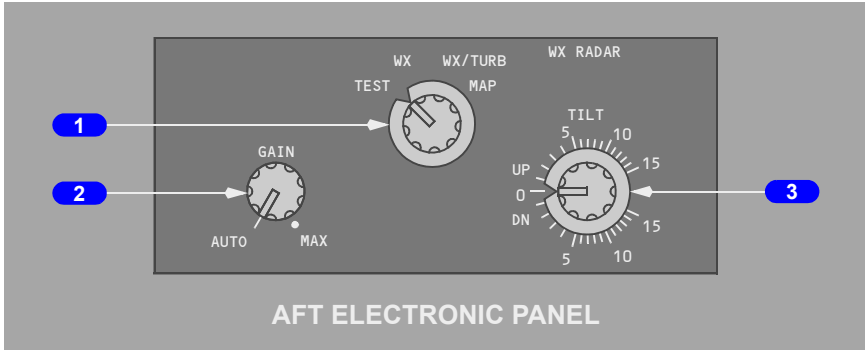 WX RADAR
WX WX/TURB
TEST MAP
1
TILT
5 10
GAIN
15
UP
2
0
3
DN
15
AUTO MAX
5 10
AFT ELECTRONIC PANEL